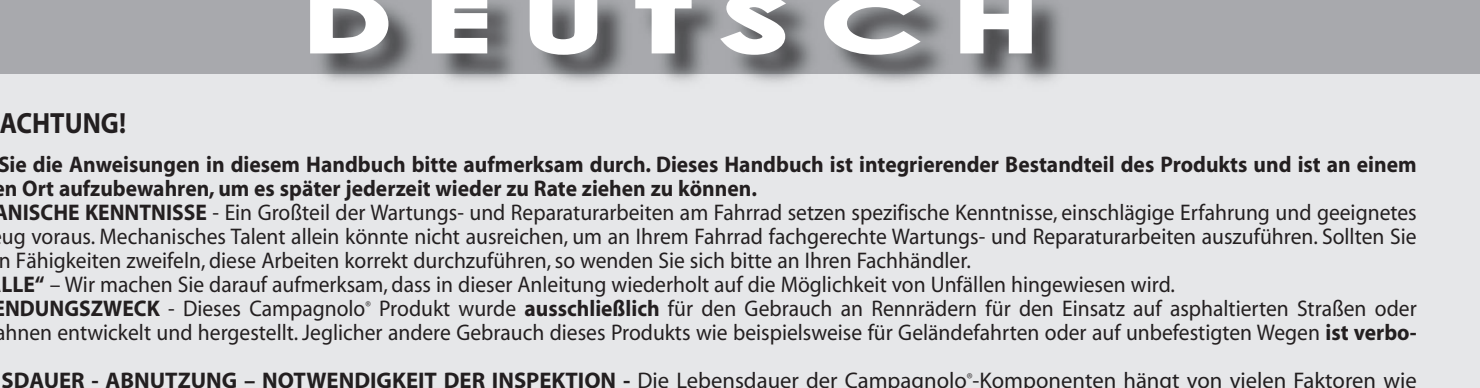 DEUTSCH
ACHTUNG!
Sie die Anweisungen in diesem Handbuch bitte aufmerksam durch. Dieses Handbuch ist integrierender Bestandteil des Produkts und ist an einem
en Ort aufzubewahren, um es später jederzeit wieder zu Rate ziehen zu können.
ANISCHE KENNTNISSE - Ein Großteil der Wartungs- und Reparaturarbeiten am Fahrrad setzen spezifische Kenntnisse, einschlägige Erfahrung und geeignetes
eug voraus. Mechanisches Talent allein könnte nicht ausreichen, um an Ihrem Fahrrad fachgerechte Wartungs- und Reparaturarbeiten auszuführen. Sollten Sie
n Fähigkeiten zweifeln, diese Arbeiten korrekt durchzuführen, so wenden Sie sich bitte an Ihren Fachhändler.
LLE“ – Wir machen Sie darauf aufmerksam, dass in dieser Anleitung wiederholt auf die Möglichkeit von Unfällen hingewiesen wird.
ENDUNGSZWECK - Dieses Campagnolo® Produkt wurde ausschließlich für den Gebrauch an Rennrädern für den Einsatz auf asphaltierten Straßen oder
ahnen entwickelt und hergestellt. Jeglicher andere Gebrauch dieses Produkts wie beispielsweise für Geländefahrten oder auf unbefestigten Wegen ist verbo-
SDAUER - ABNUTZUNG – NOTWENDIGKEIT DER INSPEKTION - Die Lebensdauer der Campagnolo®-Komponenten hängt von vielen Faktoren wie